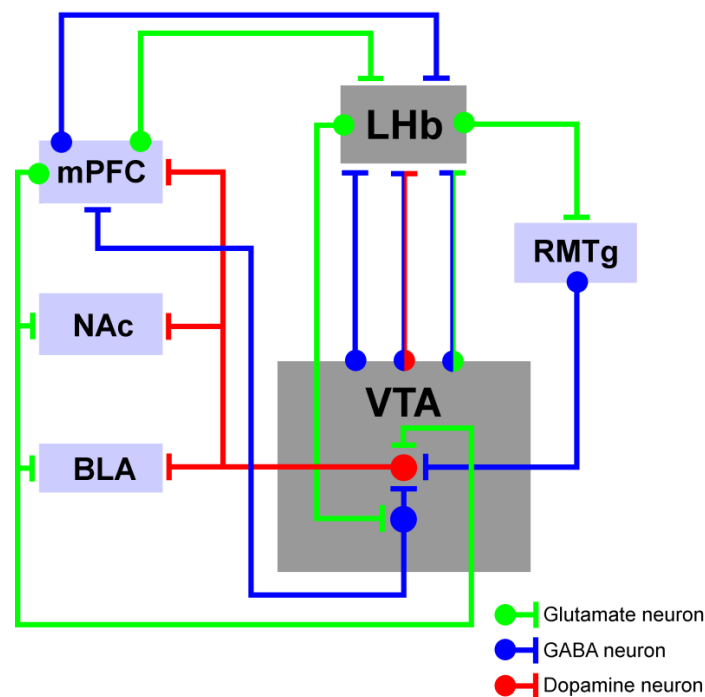 LHb
mPFC
RMTg
NAc
VTA
BLA
Glutamate neuron
GABA neuron
Dopamine neuron